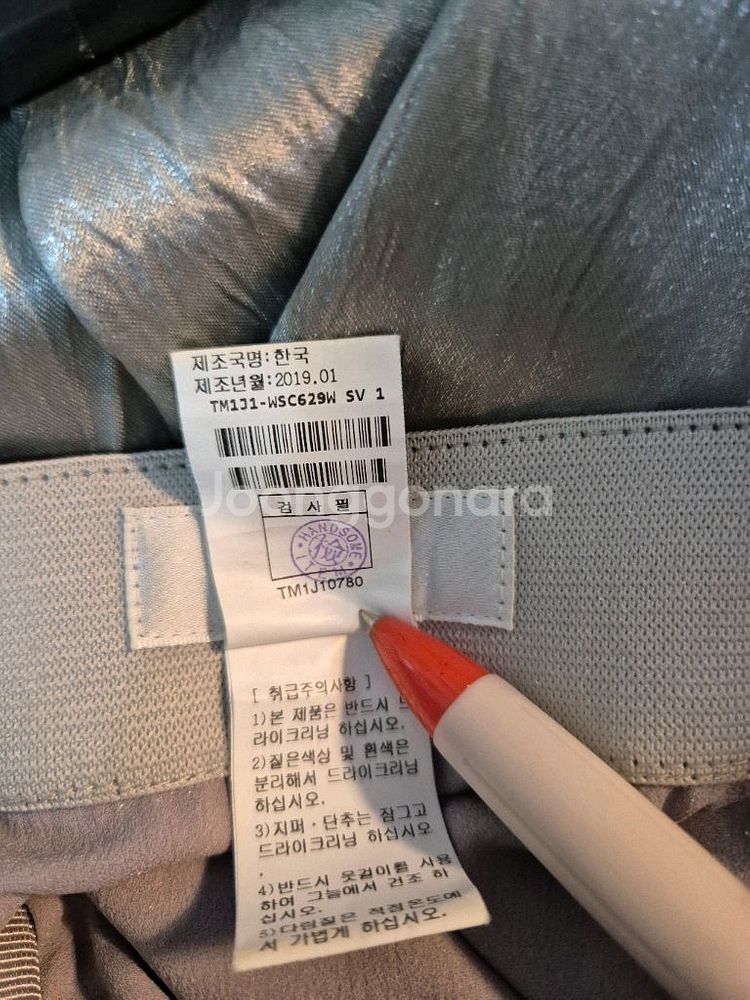 제조국명:한국
제조년월:2019.01
TM1J1-WSC629W SV 1
Joonggonara
검 사 필
HANDSOME
檢
ITEM
TM1J10780
[ 취급주의사항 ]
1)본 제품은 반드시 드
라이크리닝 하십시오.
2)짙은색상 및 흰색은
분리해서 드라이크리닝
하십시오.
3)지퍼·단추는 잠그고
드라이크리닝 하십시오
.
4)반드시 옷걸이를 사용
하여 그늘에서 건조 하
십시오.
5)다림질은 적정온도에
서 가볍게 하십시오.